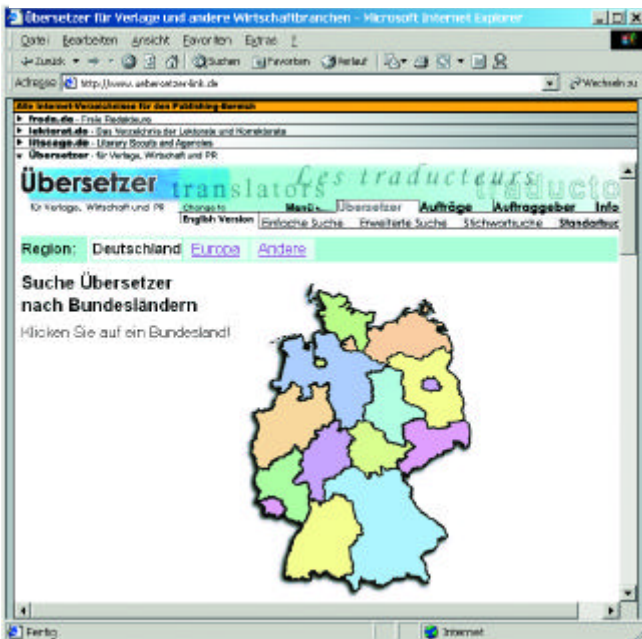 Übersetzer für Verlage und andere Wirtschaftbranchen - Microsoft Internet Explorer
Datei Bearbeiten Ansicht Favoriten Extras ?
Zurück Suchen Favoriten Verlauf
Adresse http://www.uebersetzer-link.de Wechseln zu
Alle Internet-Verzeichnisse für den Publishing-Bereich
frede.de - Freie Redakteure
lektorat.de - Das Verzeichnis der Lektorate und Korrektorate
litscage.de - Literary Scouts and Agencies
Übersetzer - für Verlage, Wirtschaft und PR
Übersetzer translators Les traducteurs traducto
für Verlage, Wirtschaft und PR Change to Menü Übersetzer Aufträge Auftraggeber Info
English Version Einfache Suche Erweiterte Suche Stichwortsuche Standortsuc
Region: Deutschland Europa Andere
Suche Übersetzer
nach Bundesländern
Klicken Sie auf ein Bundesland!
Fertig Internet